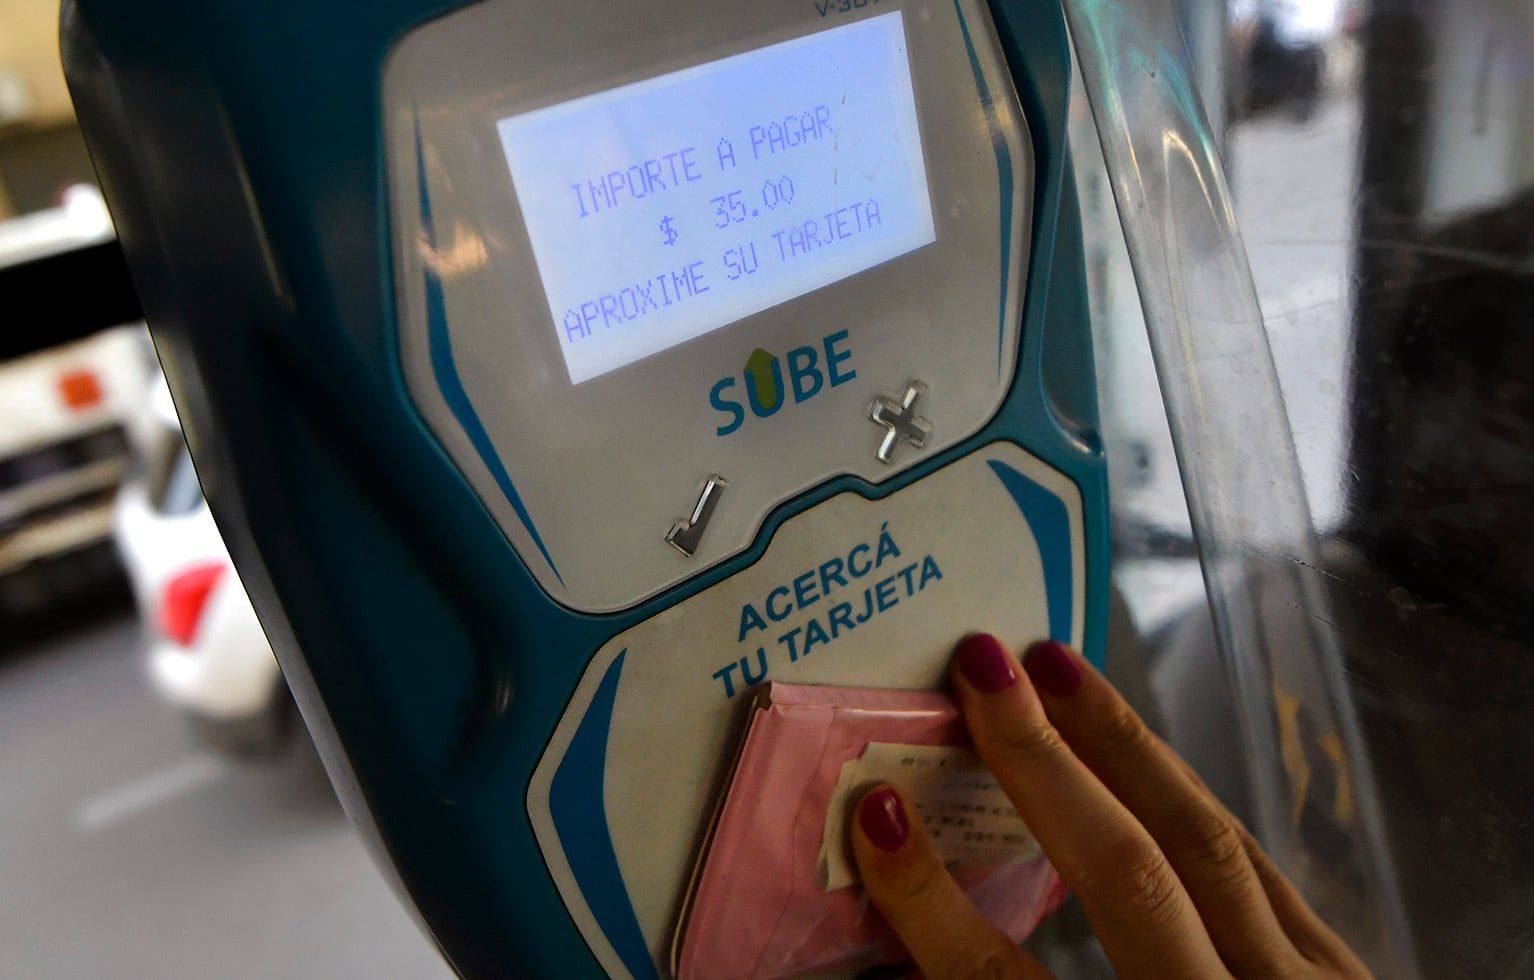 IMPORTE A PAGAR
$ 35.00
APROXIME SU TARJETA
SUBE
ACERCÁ
TU TARJETA